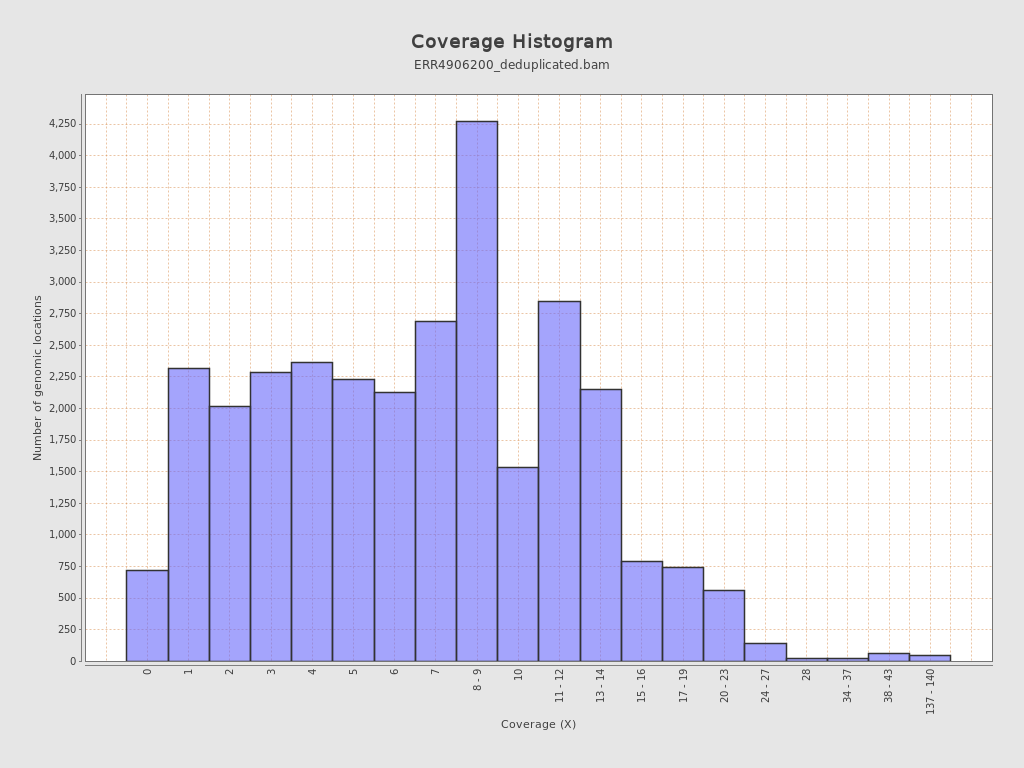 Coverage Histogram
ERR4906200_deduplicated.bam
Number of genomic locations
4,250
4,000
3,750
3,500
3,250
3,000
2,750
2,500
2,250
2,000
1,750
1,500
1,250
1,000
750
500
250
0
0
1
2
3
4
5
6
7
8 - 9
10
11 - 12
13 - 14
15 - 16
17 - 19
20 - 23
24 - 27
28
34 - 37
38 - 43
137 - 140
Coverage (X)